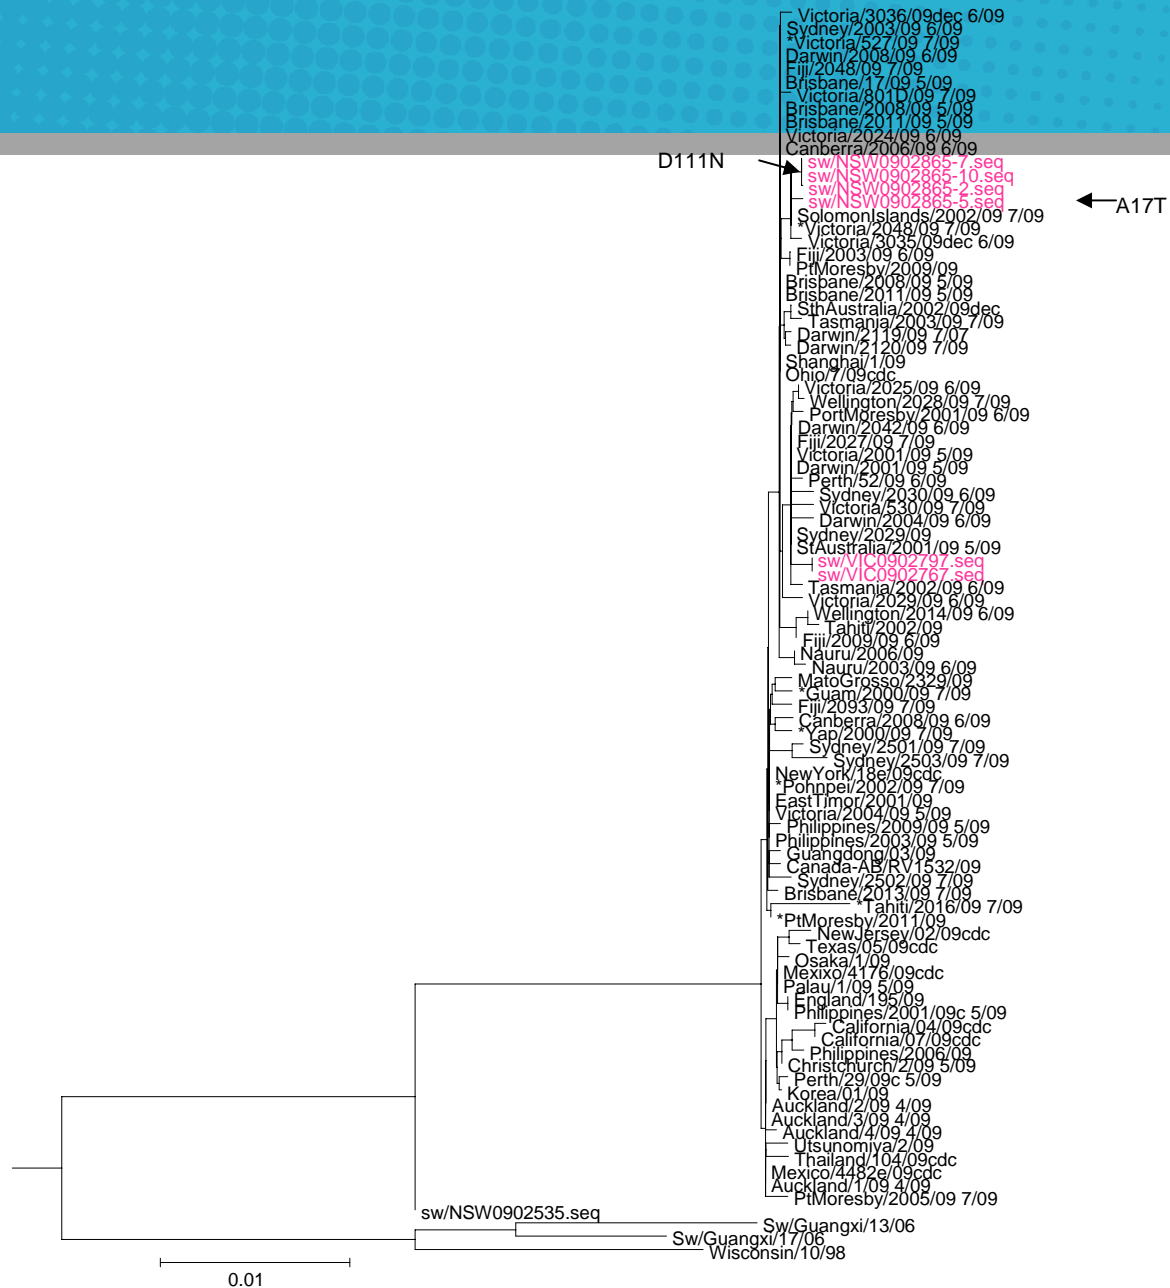 Victoria/3036/09dec 6/09
Sydney/2003/09 6/09
*Victoria/527/09 7/09
Darwin/2008/09 6/09
Fiji/2048/09 7/09
Brisbane/17/09 5/09
Victoria/801D/09 7/09
Brisbane/2008/09 5/09
Brisbane/2011/09 5/09
Victoria/2024/09 6/09
Canberra/2006/09 6/09
D111N
sw/NSW0902865-7.seq
sw/NSW0902865-10.seq
sw/NSW0902865-2.seq
sw/NSW0902865-5.seq
A17T
SolomonIslands/2002/09 7/09
*Victoria/2048/09 7/09
Victoria/3035/09dec 6/09
Fiji/2003/09 6/09
PtMoresby/2009/09
Brisbane/2008/09 5/09
Brisbane/2011/09 5/09
SthAustralia/2002/09dec
Tasmania/2003/09 7/09
Darwin/2119/09 7/07
Darwin/2120/09 7/09
Shanghai/1/09
Ohio/7/09cdc
Victoria/2025/09 6/09
Wellington/2028/09 7/09
PortMoresby/2001/09 6/09
Darwin/2042/09 6/09
Fiji/2027/09 7/09
Victoria/2001/09 5/09
Darwin/2001/09 5/09
Perth/52/09 6/09
Sydney/2030/09 6/09
Victoria/530/09 7/09
Darwin/2004/09 6/09
Sydney/2029/09
StAustralia/2001/09 5/09
sw/VIC0902797.seq
sw/VIC0902767.seq
Tasmania/2002/09 6/09
Victoria/2029/09 6/09
Wellington/2014/09 6/09
Tahiti/2002/09
Fiji/2009/09 6/09
Nauru/2006/09
Nauru/2003/09 6/09
MatoGrosso/2329/09
*Guam/2000/09 7/09
Fiji/2093/09 7/09
Canberra/2008/09 6/09
*Yap/2000/09 7/09
Sydney/2501/09 7/09
Sydney/2503/09 7/09
NewYork/18e/09cdc
*Pohnpei/2002/09 7/09
EastTimor/2001/09
Victoria/2004/09 5/09
Philippines/2009/09 5/09
Philippines/2003/09 5/09
Guangdong/03/09
Canada-AB/RV1532/09
Sydney/2502/09 7/09
Brisbane/2013/09 7/09
*Tahiti/2016/09 7/09
*PtMoresby/2011/09
NewJersey/02/09cdc
Texas/05/09cdc
Osaka/1/09
Mexixo/4176/09cdc
Palau/1/09 5/09
England/195/09
Philippines/2001/09c 5/09
California/04/09cdc
California/07/09cdc
Philippines/2006/09
Christchurch/2/09 5/09
Perth/29/09c 5/09
Korea/01/09
Auckland/2/09 4/09
Auckland/3/09 4/09
Auckland/4/09 4/09
Utsunomiya/2/09
Thailand/104/09cdc
Mexico/4482e/09cdc
Auckland/1/09 4/09
PtMoresby/2005/09 7/09
sw/NSW0902535.seq
Sw/Guangxi/13/06
Sw/Guangxi/17/06
Wisconsin/10/98
0.01